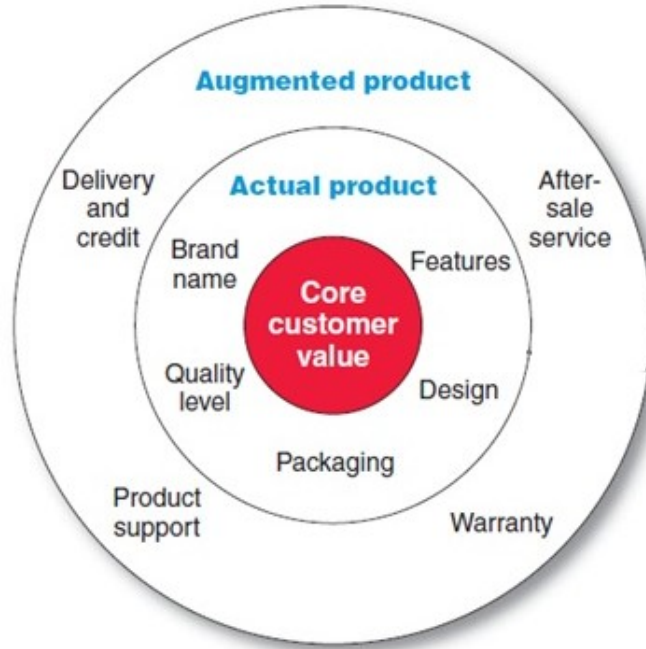 Augmented product
Actual product
Delivery
and
credit
After-
sale
service
Brand
name
Features
Core
customer
value
Quality
level
Design
Packaging
Product
support
Warranty